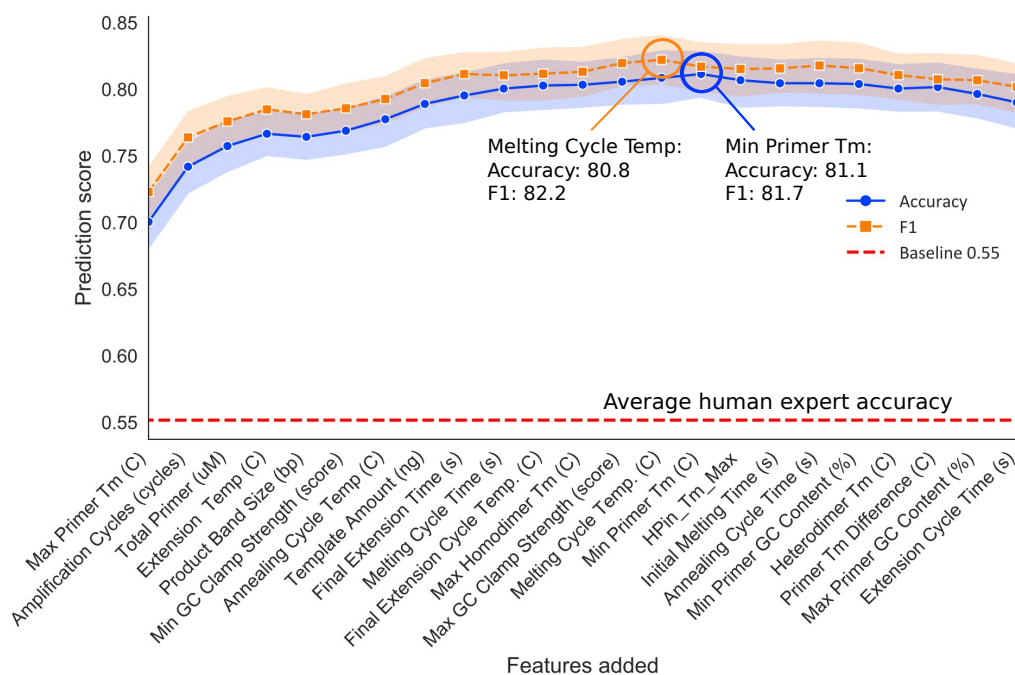 0.85
0.80
0.75
0.70
0.65
0.60
0.55
Prediction score
Melting Cycle Temp:
Accuracy: 80.8
F1: 82.2
Min Primer Tm:
Accuracy: 81.1
F1: 81.7
Accuracy
F1
Baseline 0.55
Average human expert accuracy
Max Primer Tm (C)
Amplification Cycles (cycles)
Total Primer (uM)
Extension Temp (C)
Product Band Size (bp)
Min GC Clamp Strength (score)
Annealing Cycle Temp (C)
Template Amount (ng)
Final Extension Time (s)
Melting Cycle Time (s)
Final Extension Cycle Temp. (C)
Max Homodimer Tm (C)
Max GC Clamp Strength (score)
Melting Cycle Temp. (C)
Min Primer Tm (C)
HPin_Tm_Max
Initial Melting Time (s)
Annealing Cycle Time (s)
Min Primer GC Content (%)
Heterodimer Tm (C)
Primer Tm Difference (C)
Max Primer GC Content (%)
Extension Cycle Time (s)
Features added